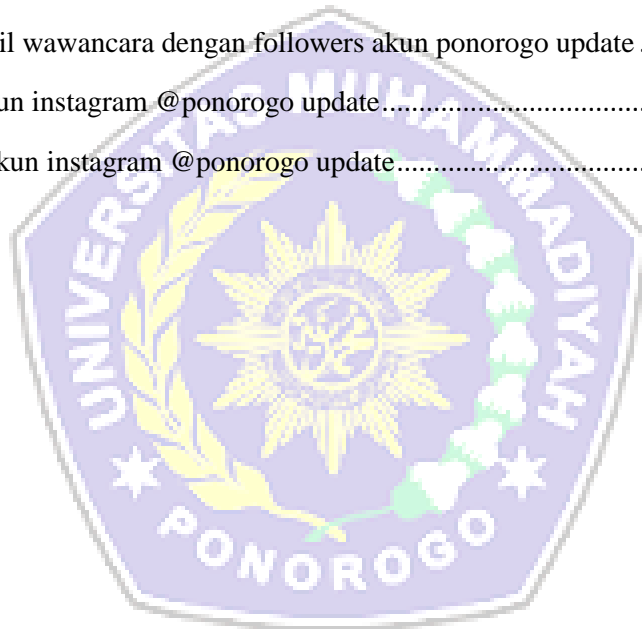 il wawancara dengan followers akun ponorogo update.
un instagram @ponorogo update.................................
kun instagram @ponorogo update...............................
UNIVERSITAS MUHAMMADIYAH
PONOROGO